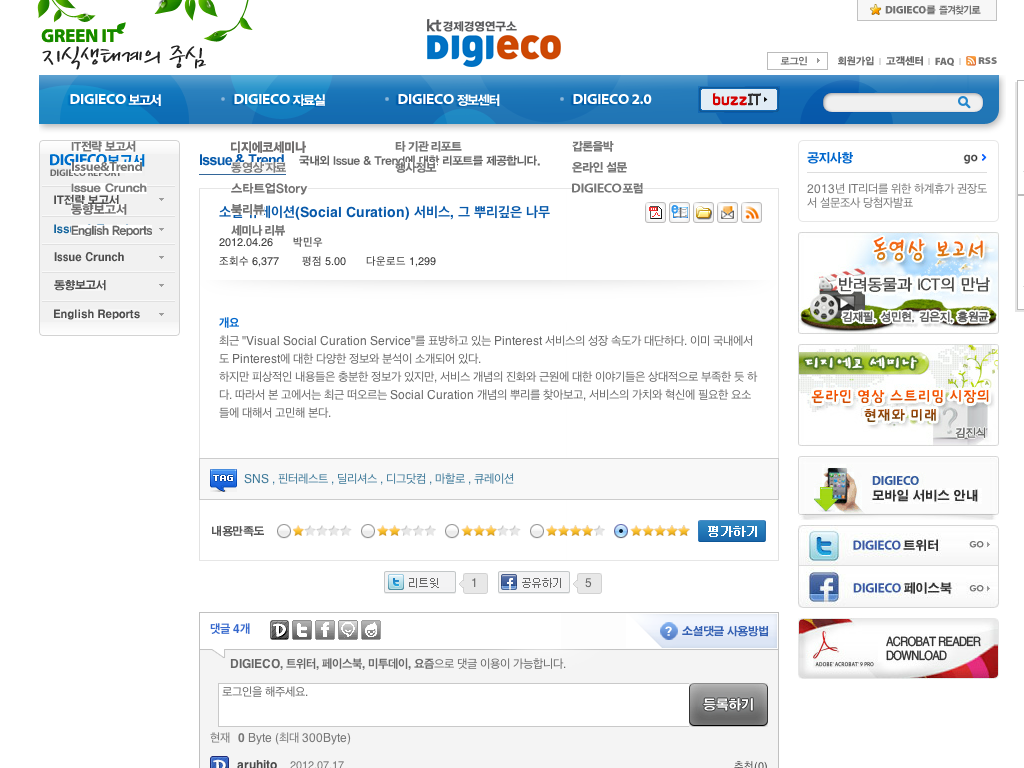 GREEN IT
지식생태계의 중심
kt경제경영연구소
Digieco
DIGIECO를 즐겨찾기로
로그인
회원가입
고객센터
FAQ
RSS
DIGIECO 보고서
DIGIECO 자료실
DIGIECO 정보센터
DIGIECO 2.0
buzzIT
IT전략 보고서
Issue&Trend
Issue Crunch
동향보고서
English Reports
디지에코세미나
동영상 자료
스타트업Story
북리뷰
세미나 리뷰
타 기관 리포트
행사정보
갑론을박
온라인 설문
DIGIECO포럼
DIGIECO보고서
DIGIECO REPORT
IT전략 보고서
Issue Crunch
동향보고서
English Reports
Issue & Trend
국내외 Issue & Trend에 대한 리포트를 제공합니다.
(Social Curation) 서비스, 그 뿌리깊은 나무
2012.04.26 박민우
조회수 6,377 평점 5.00 다운로드 1,299
개요
최근 "Visual Social Curation Service"를 표방하고 있는 Pinterest 서비스의 성장 속도가 대단하다. 이미 국내에서
도 Pinterest에 대한 다양한 정보와 분석이 소개되어 있다.
하지만 피상적인 내용들은 충분한 정보가 있지만, 서비스 개념의 진화와 근원에 대한 이야기들은 상대적으로 부족한 듯 하
다. 따라서 본 고에서는 최근 떠오르는 Social Curation 개념의 뿌리를 찾아보고, 서비스의 가치와 혁신에 필요한 요소
들에 대해서 고민해 본다.
TAG SNS , 핀터레스트 , 딜리셔스 , 디그닷컴 , 마할로 , 큐레이션
내용만족도
평가하기
리트윗 1 공유하기 5
댓글 4개
소셜댓글 사용방법
DIGIECO, 트위터, 페이스북, 미투데이, 요즘으로 댓글 이용이 가능합니다.
로그인을 해주세요.
등록하기
현재 0 Byte (최대 300Byte)
aruhito 2012.07.17 추천(0)
공지사항 go
2013년 IT리더를 위한 하계휴가 권장도
서 설문조사 당첨자발표
동영상 보고서
반려동물과 ICT의 만남
김재필, 성민현, 김은지, 홍원균
디지에코 세미나
온라인 영상 스트리밍 시장의
현재와 미래
김진식
DIGIECO
모바일 서비스 안내
DIGIECO 트위터 GO
DIGIECO 페이스북 GO
ACROBAT READER
DOWNLOAD
ADOBE ACROBAT 9 PRO